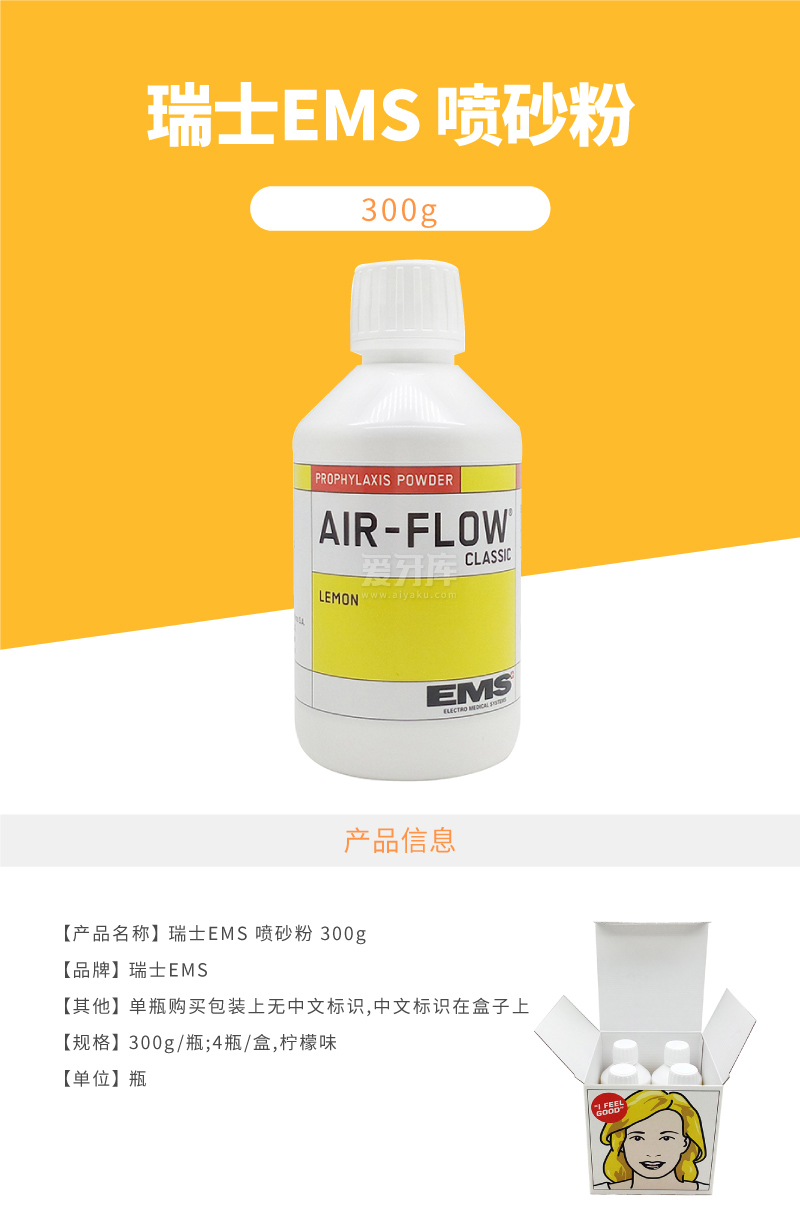 瑞士EMS 喷砂粉
300g
PROPHYLAXIS POWDER
AIR-FLOW®
CLASSIC
爱牙库
www.aiyaku.com
LEMON
EMS
ELECTRO MEDICAL SYSTEMS
产品信息
【产品名称】瑞士EMS 喷砂粉 300g
【品牌】瑞士EMS
【其他】单瓶购买包装上无中文标识,中文标识在盒子上
【规格】300g/瓶;4瓶/盒,柠檬味
【单位】瓶
"I FEEL
GOOD"